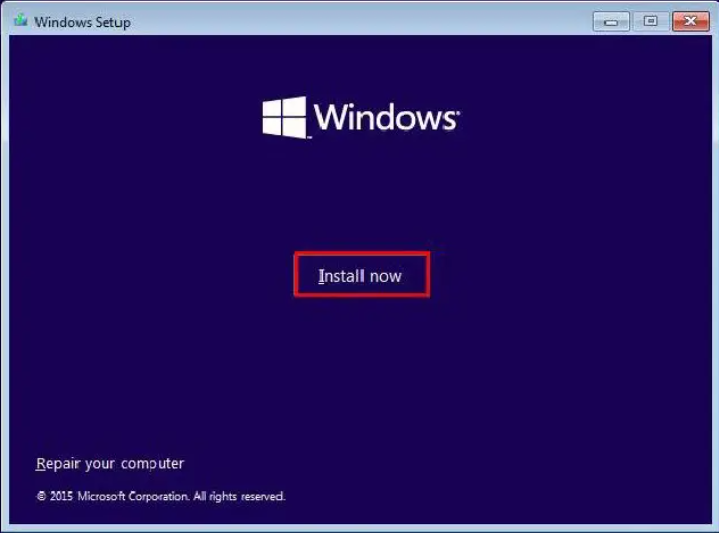 Windows Setup
Windows
Install now
Repair your computer
© 2015 Microsoft Corporation. All rights reserved.